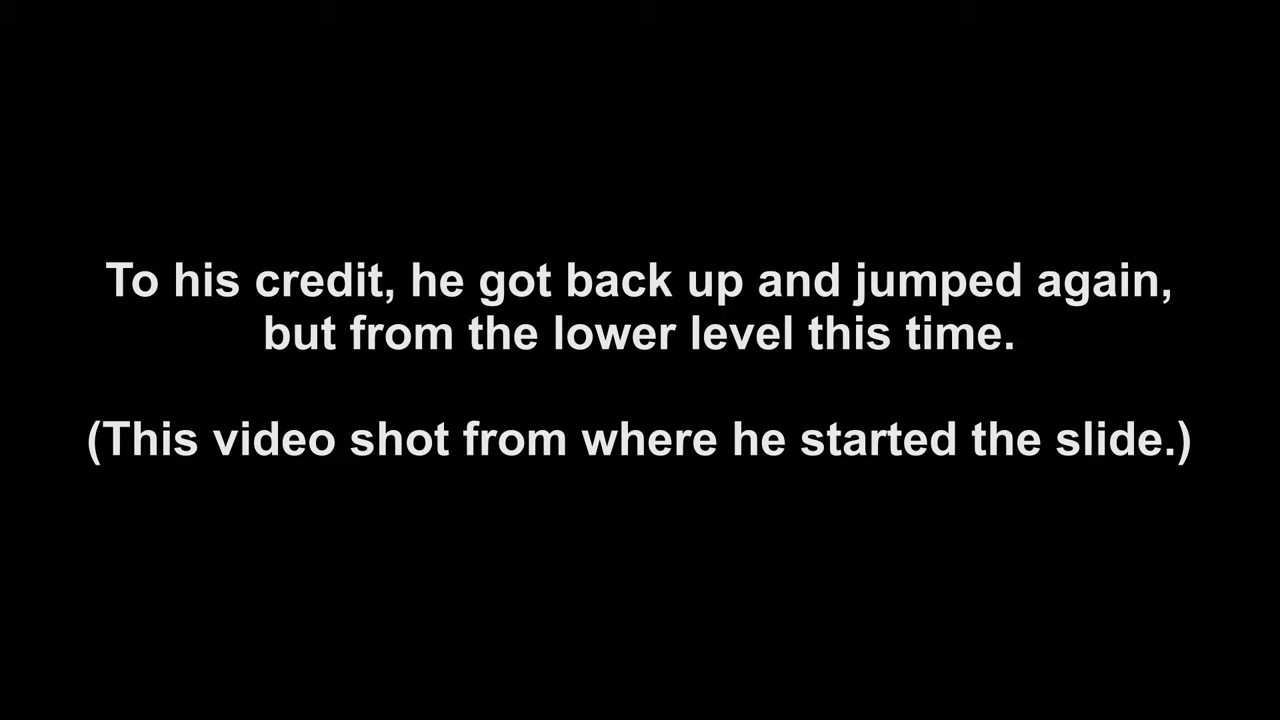 To his credit, he got back up and jumped again,
but from the lower level this time.
(This video shot from where he started the slide.)